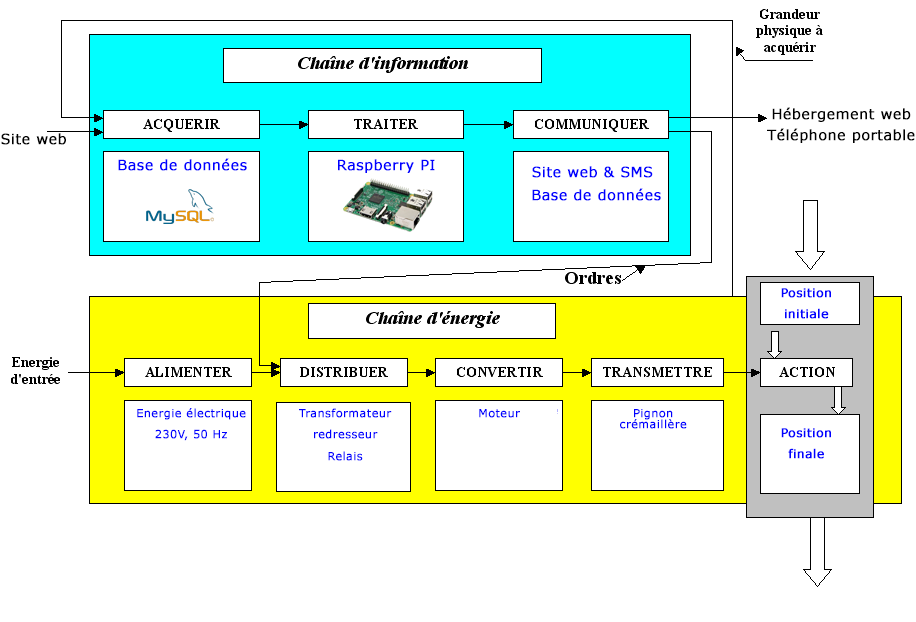 Grandeur
physique à
acquérir
Chaîne d'information
ACQUERIR
TRAITER
COMMUNIQUER
Site web
Hébergement web
Téléphone portable
Base de données
MySQL
Raspberry PI
Site web & SMS
Base de données
Ordres
Chaîne d'énergie
Position
initiale
Energie
d'entrée
ALIMENTER
DISTRIBUER
CONVERTIR
TRANSMETTRE
ACTION
Energie électrique
230V, 50 Hz
Transformateur
redresseur
Relais
Moteur
Pignon
crémaillère
Position
finale